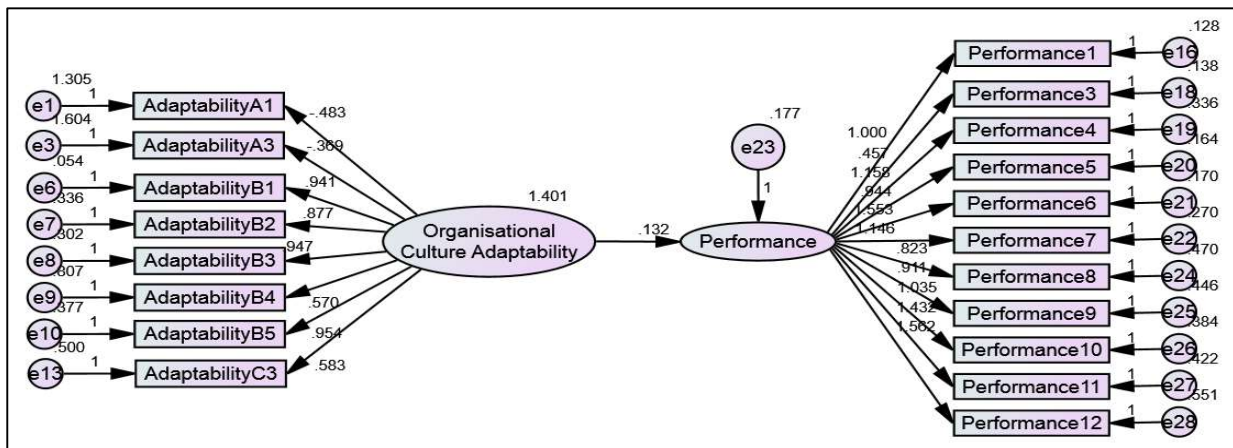 1.305
e1 1 AdaptabilityA1
1.604
e3 1 AdaptabilityA3
.054
e6 1 AdaptabilityB1
.336
e7 1 AdaptabilityB2
.302
e8 1 AdaptabilityB3
.807
e9 1 AdaptabilityB4
.377
e10 1 AdaptabilityB5
.500
e13 1 AdaptabilityC3
-.483
-.369
.941
.877
.947
.570
.954
.583
1.401
Organisational
Culture Adaptability
.132
.177
e23
1
Performance
1.000
.457
1.158
.944
1.553
1.146
.823
.911
1.035
1.432
1.562
.128
Performance1 1 e16
.138
Performance3 1 e18
.336
Performance4 1 e19
.164
Performance5 1 e20
.170
Performance6 1 e21
.270
Performance7 1 e22
.470
Performance8 1 e24
.446
Performance9 1 e25
.384
Performance10 1 e26
.422
Performance11 1 e27
.551
Performance12 1 e28